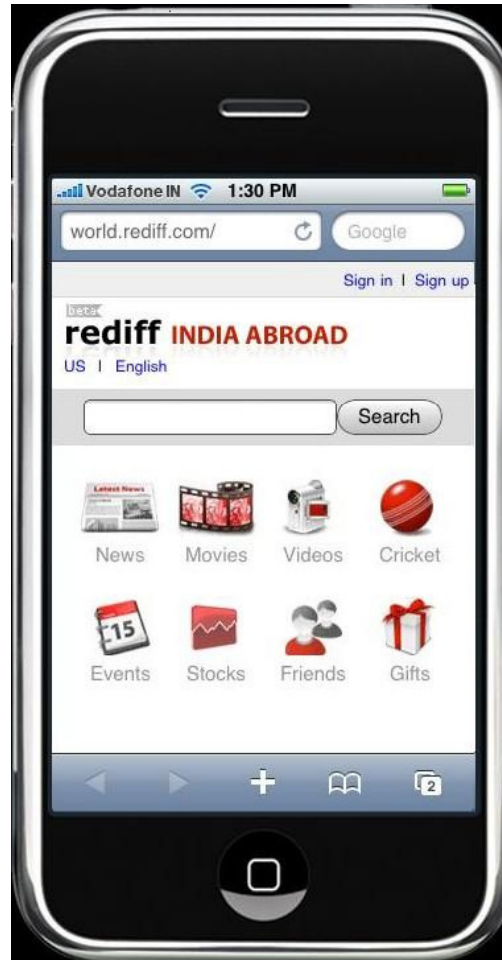 Vodafone IN 1:30 PM
world.rediff.com/ Google
Sign in I Sign up
beta
rediff INDIA ABROAD
US I English
Search
Latest News
News Movies Videos Cricket
15
Events Stocks Friends Gifts
2